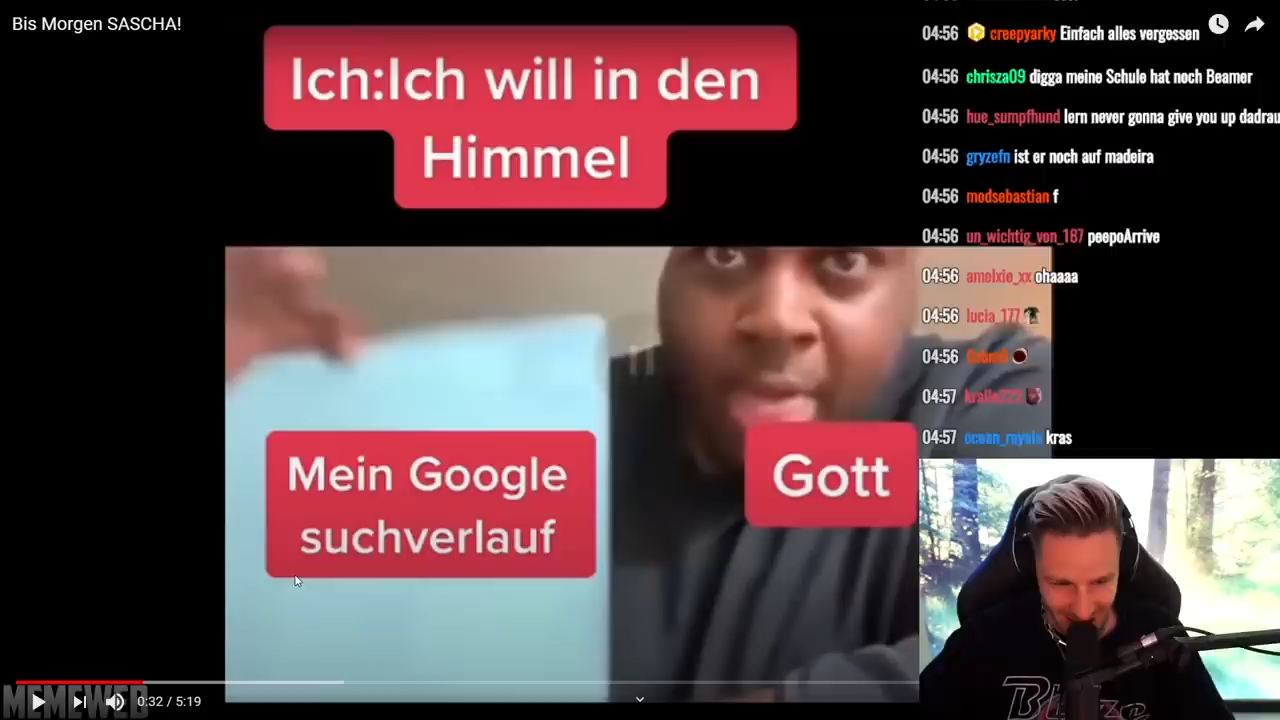 Bis Morgen SASCHA!
Ich:Ich will in den
Himmel
Mein Google
suchverlauf
Gott
04:56 creepyarky Einfach alles vergessen
04:56 chrisza09 digga meine Schule hat noch Beamer
04:56 hue_sumpfhund lern never gonna give you up dadrau
04:56 gryzefn ist er noch auf madeira
04:56 modsebastian f
04:56 un_wichtig_von_187 peepoArrive
04:56 amolxie_xx ohaaaa
04:56 lucia_177
04:56
04:57
04:57 kras
MEMEWEB
0:32 / 5:19